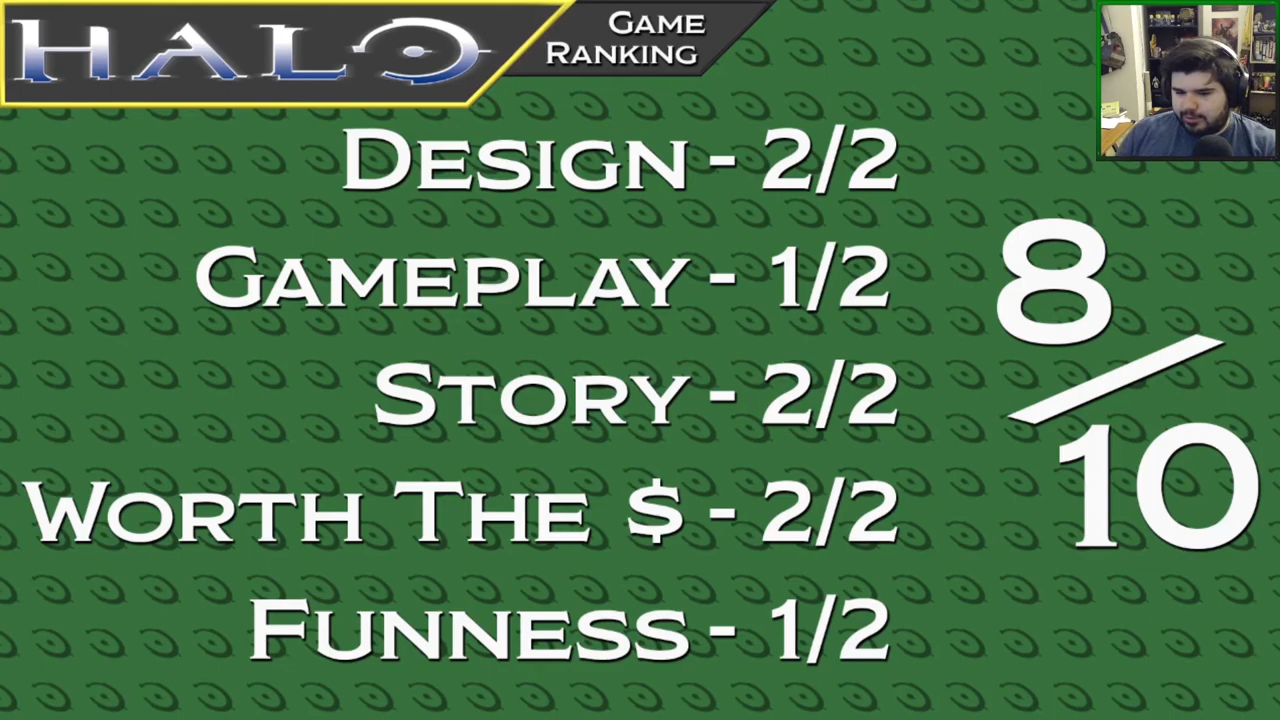 HALO
GAME
RANKING
DESIGN - 2/2
GAMEPLAY - 1/2
STORY - 2/2
WORTH THE $ - 2/2
FUNNESS - 1/2
8/10